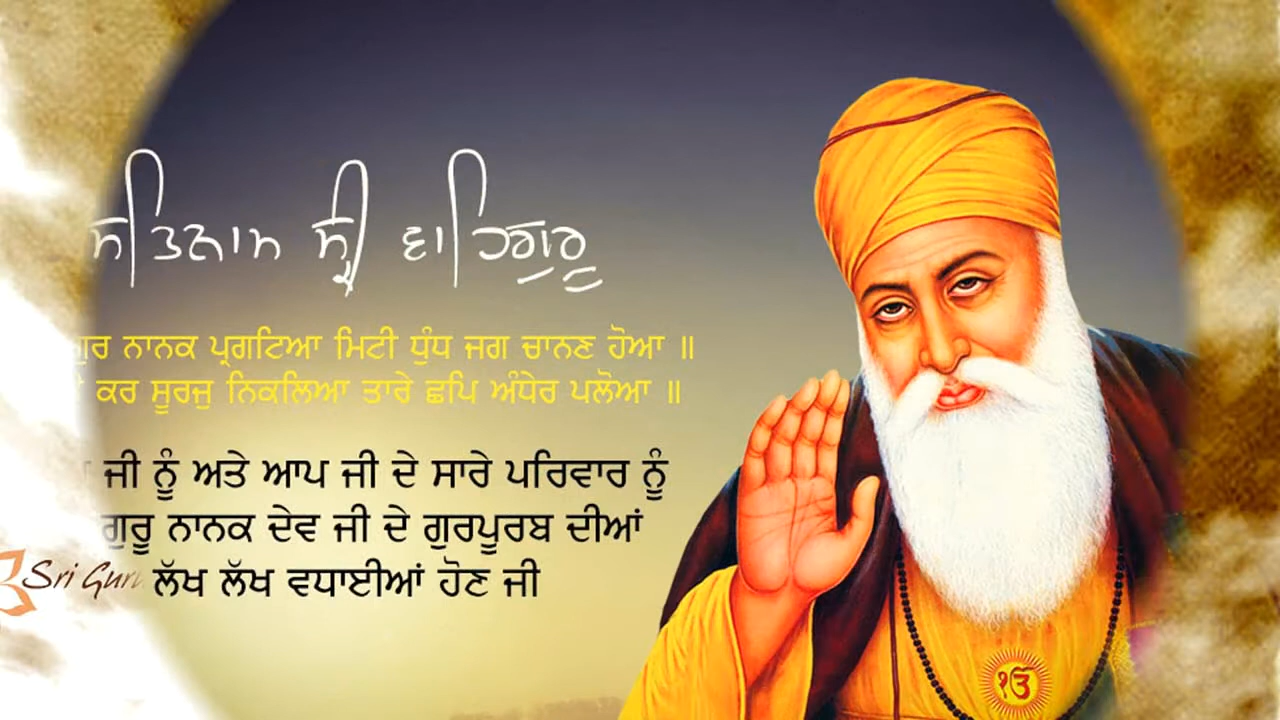 ਸਤਿਨਾਮ ਸ੍ਰੀ ਵਾਹਿਗੁਰੂ
ਨਾਨਕ ਪ੍ਰਗਟਿਆ ਮਿਟੀ ਧੁੰਧ ਜਗ ਚਾਨਣ ਹੋਆ ॥
ਕਰ ਸੂਰਜੁ ਨਿਕਲਿਆ ਤਾਰੇ ਛਪਿ ਅੰਧੇਰ ਪਲੋਆ ॥
ਜੀ ਨੂੰ ਅਤੇ ਆਪ ਜੀ ਦੇ ਸਾਰੇ ਪਰਿਵਾਰ ਨੂੰ
ਗੁਰੂ ਨਾਨਕ ਦੇਵ ਜੀ ਦੇ ਗੁਰਪੂਰਬ ਦੀਆਂ
ਲੱਖ ਲੱਖ ਵਧਾਈਆਂ ਹੋਣ ਜੀ
Sri Guru
ੴ